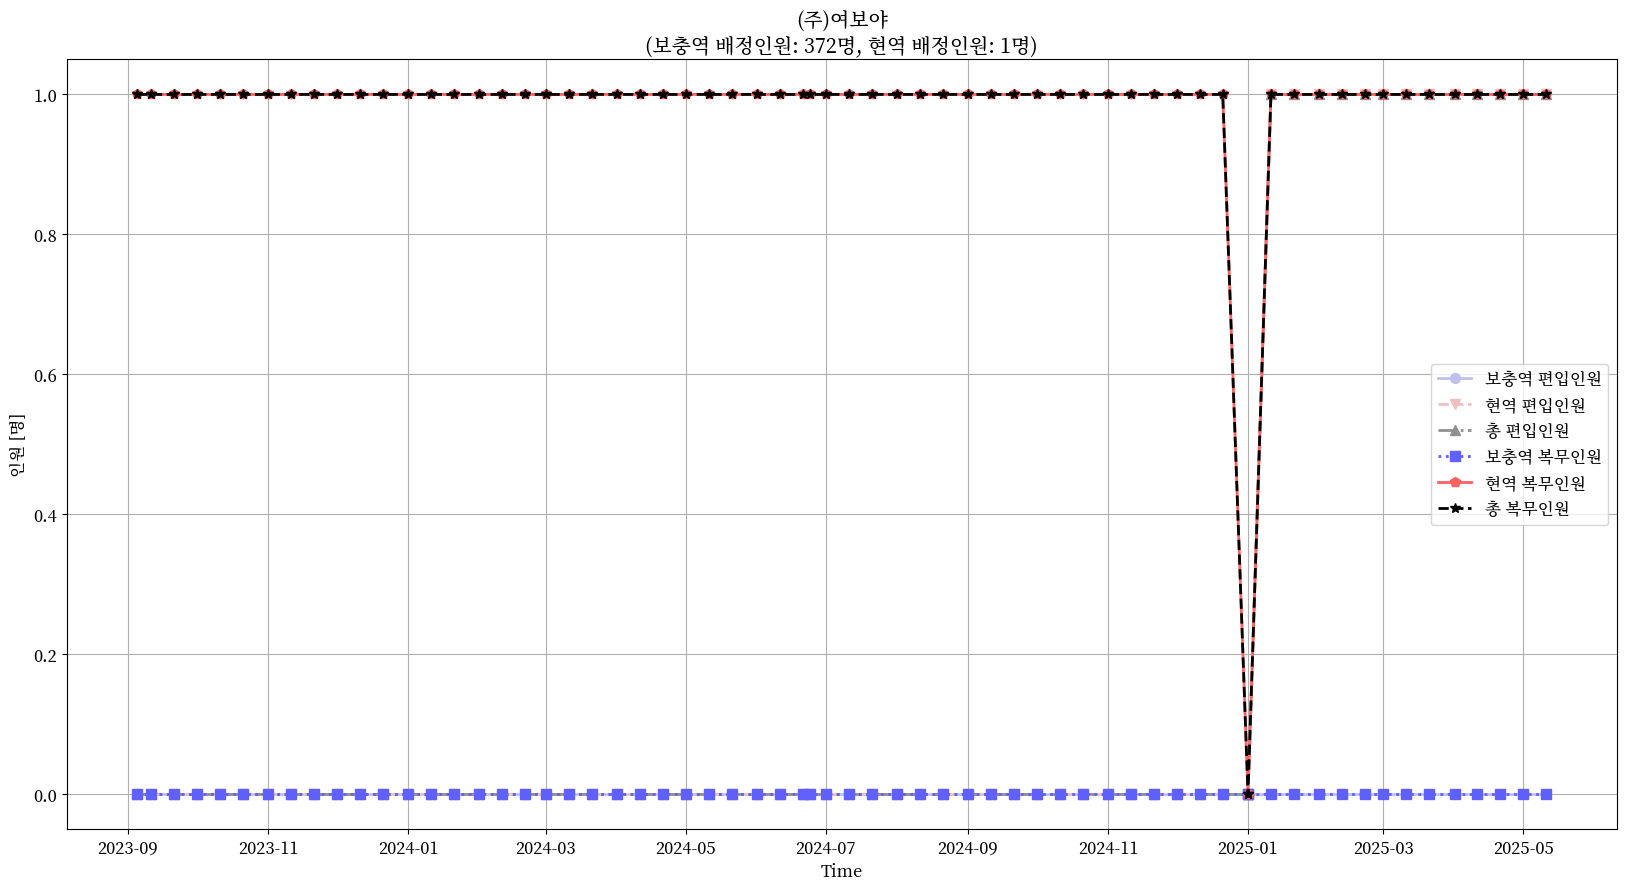 (주)여보야
(보충역 배정인원: 372명, 현역 배정인원: 1명)
1.0
0.8
0.6
0.4
0.2
0.0
인원 [명]
보충역 편입인원
현역 편입인원
총 편입인원
보충역 복무인원
현역 복무인원
총 복무인원
2023-09 2023-11 2024-01 2024-03 2024-05 2024-07 2024-09 2024-11 2025-01 2025-03 2025-05
Time